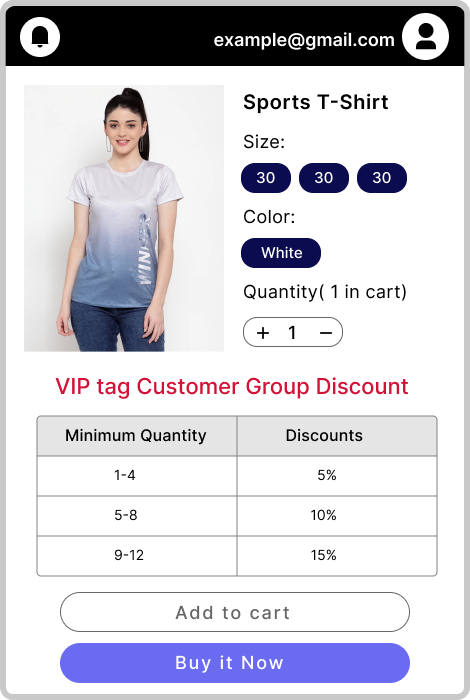 example@gmail.com
Sports T-Shirt
Size:
30 30 30
Color:
White
Quantity( 1 in cart)
+ 1 −
VIP tag Customer Group Discount
Minimum Quantity Discounts
1-4 5%
5-8 10%
9-12 15%
Add to cart
Buy it Now